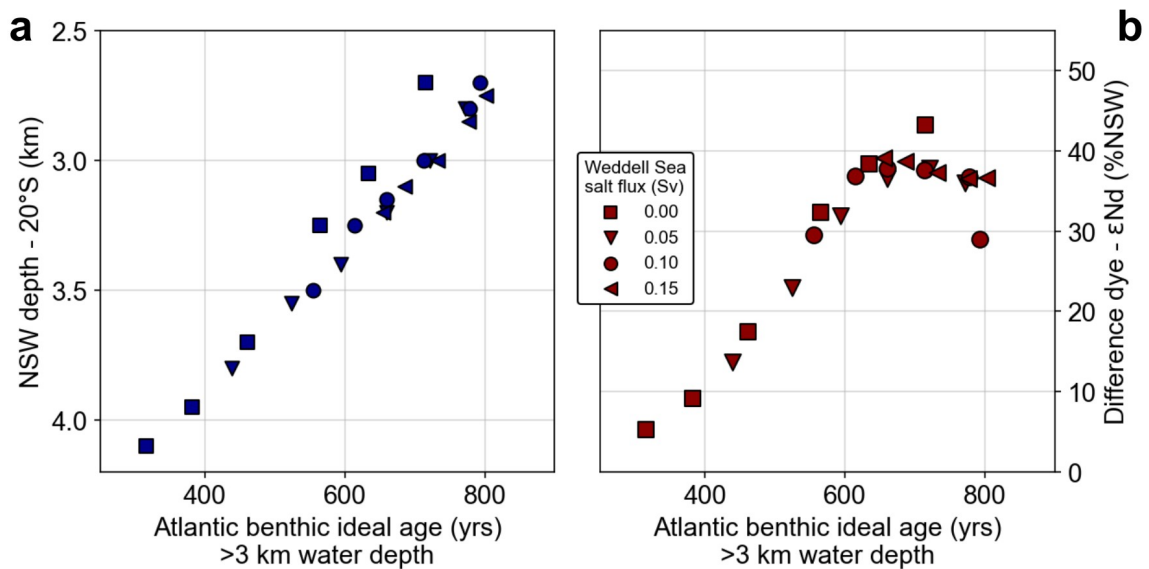 a
2.5
3.0
3.5
4.0
NSW depth - 20°S (km)
400
600
800
Atlantic benthic ideal age (yrs)
>3 km water depth
b
Weddell Sea
salt flux (Sv)
0.00
0.05
0.10
0.15
50
40
30
20
10
0
Difference dye - εNd (%NSW)
400
600
800
Atlantic benthic ideal age (yrs)
>3 km water depth